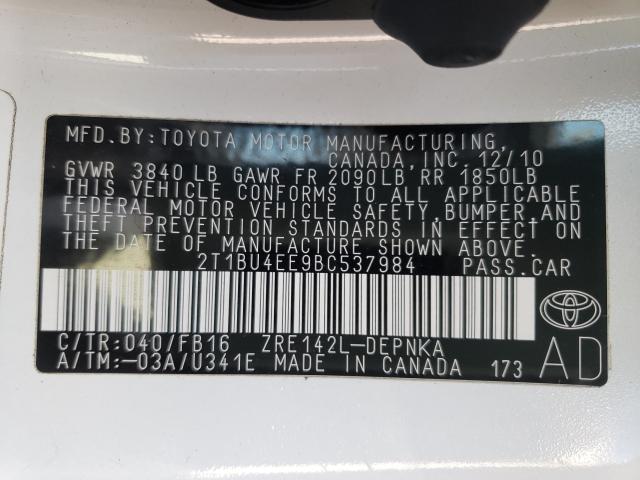 MFD.BY:TOYOTA MOTOR MANUFACTURING,
CANADA, INC. 12/10
GVWR 3840 LB GAWR FR 2090LB RR 1850LB
THIS VEHICLE CONFORMS TO ALL APPLICABLE
FEDERAL MOTOR VEHICLE SAFETY,BUMPER,AND
THEFT PREVENTION STANDARDS IN EFFECT ON
THE DATE OF MANUFACTURE SHOWN ABOVE.
2T1BU4EE9BC537984 PASS.CAR
C/TR:040/FB16 ZRE142L-DEPNKA
A/TM:-03A/U341E MADE IN CANADA 173
AD